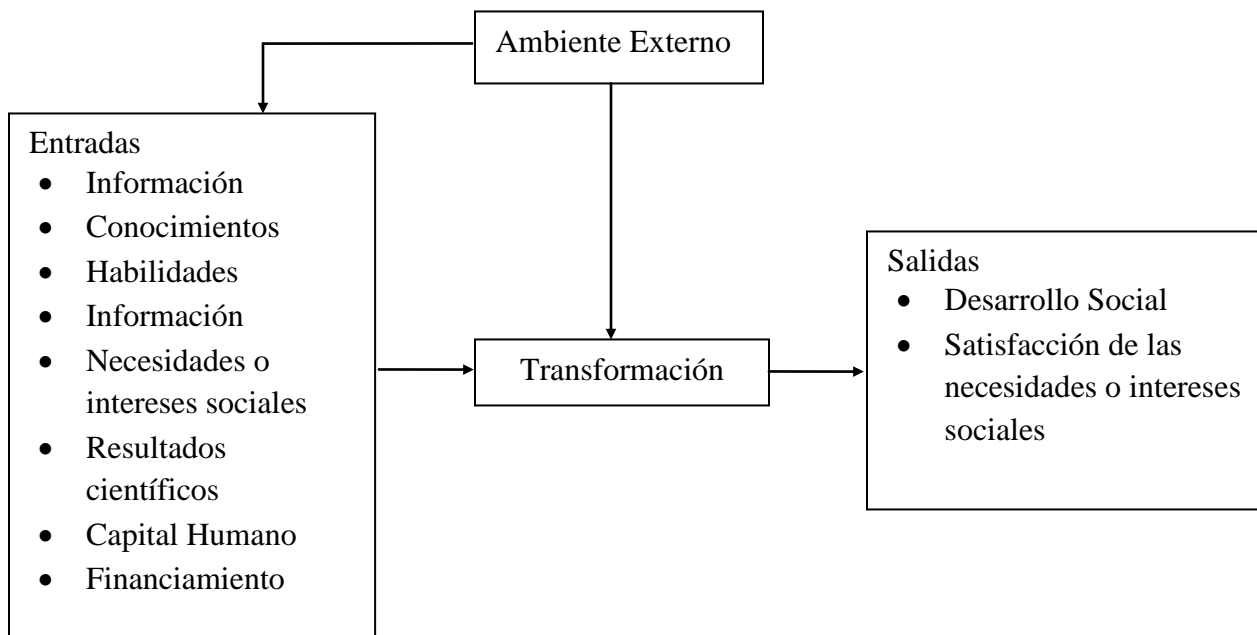 Ambiente Externo
Entradas
• Información
• Conocimientos
• Habilidades
• Información
• Necesidades o
intereses sociales
• Resultados
científicos
• Capital Humano
• Financiamiento
Transformación
Salidas
• Desarrollo Social
• Satisfacción de las
necesidades o intereses
sociales